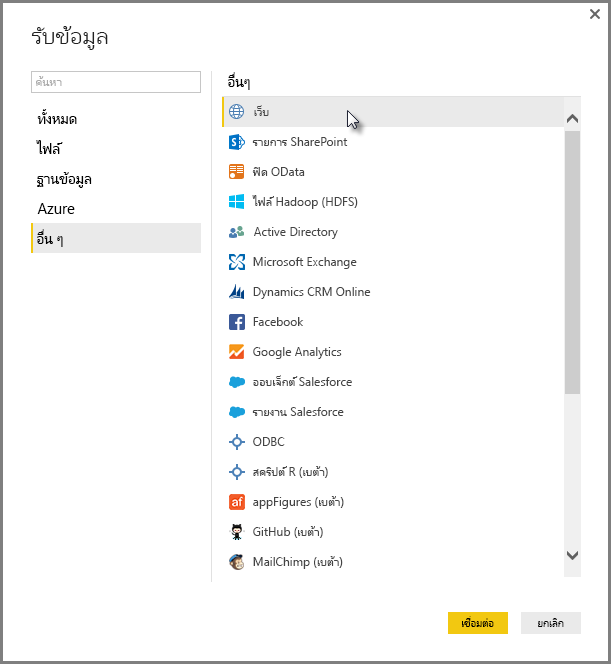 รับข้อมูล
ค้นหา
ทั้งหมด
ไฟล์
ฐานข้อมูล
Azure
อื่น ๆ
อื่นๆ
เว็บ
รายการ SharePoint
ฟีด OData
ไฟล์ Hadoop (HDFS)
Active Directory
Microsoft Exchange
Dynamics CRM Online
Facebook
Google Analytics
ออบเจ็กต์ Salesforce
รายงาน Salesforce
ODBC
สคริปต์ R (เบต้า)
appFigures (เบต้า)
GitHub (เบต้า)
MailChimp (เบต้า)
เชื่อมต่อ
ยกเลิก